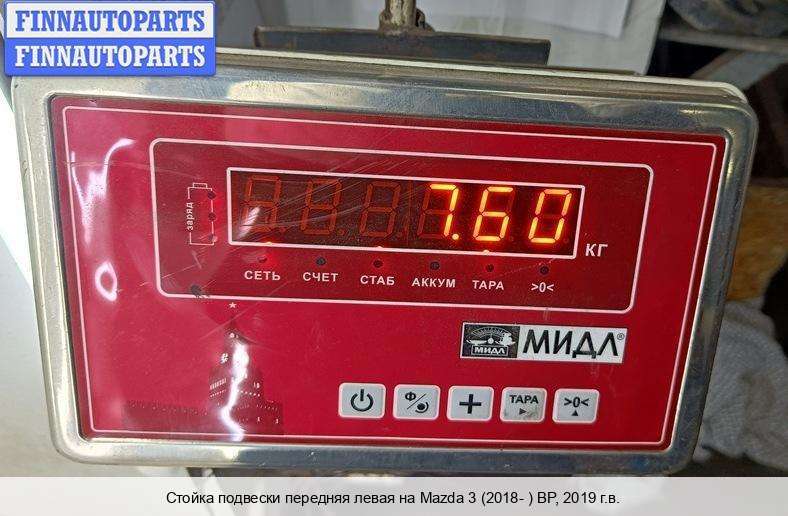 FINNAUTOPARTS
FINNAUTOPARTS
7.60
КГ
заряд
СЕТЬ СЧЕТ СТАБ АККУМ ТАРА >0<
МИДЛ МИДЛ®
Ф/ + ТАРА >0<
Стойка подвески передняя левая на Mazda 3 (2018- ) BP, 2019 г.в.